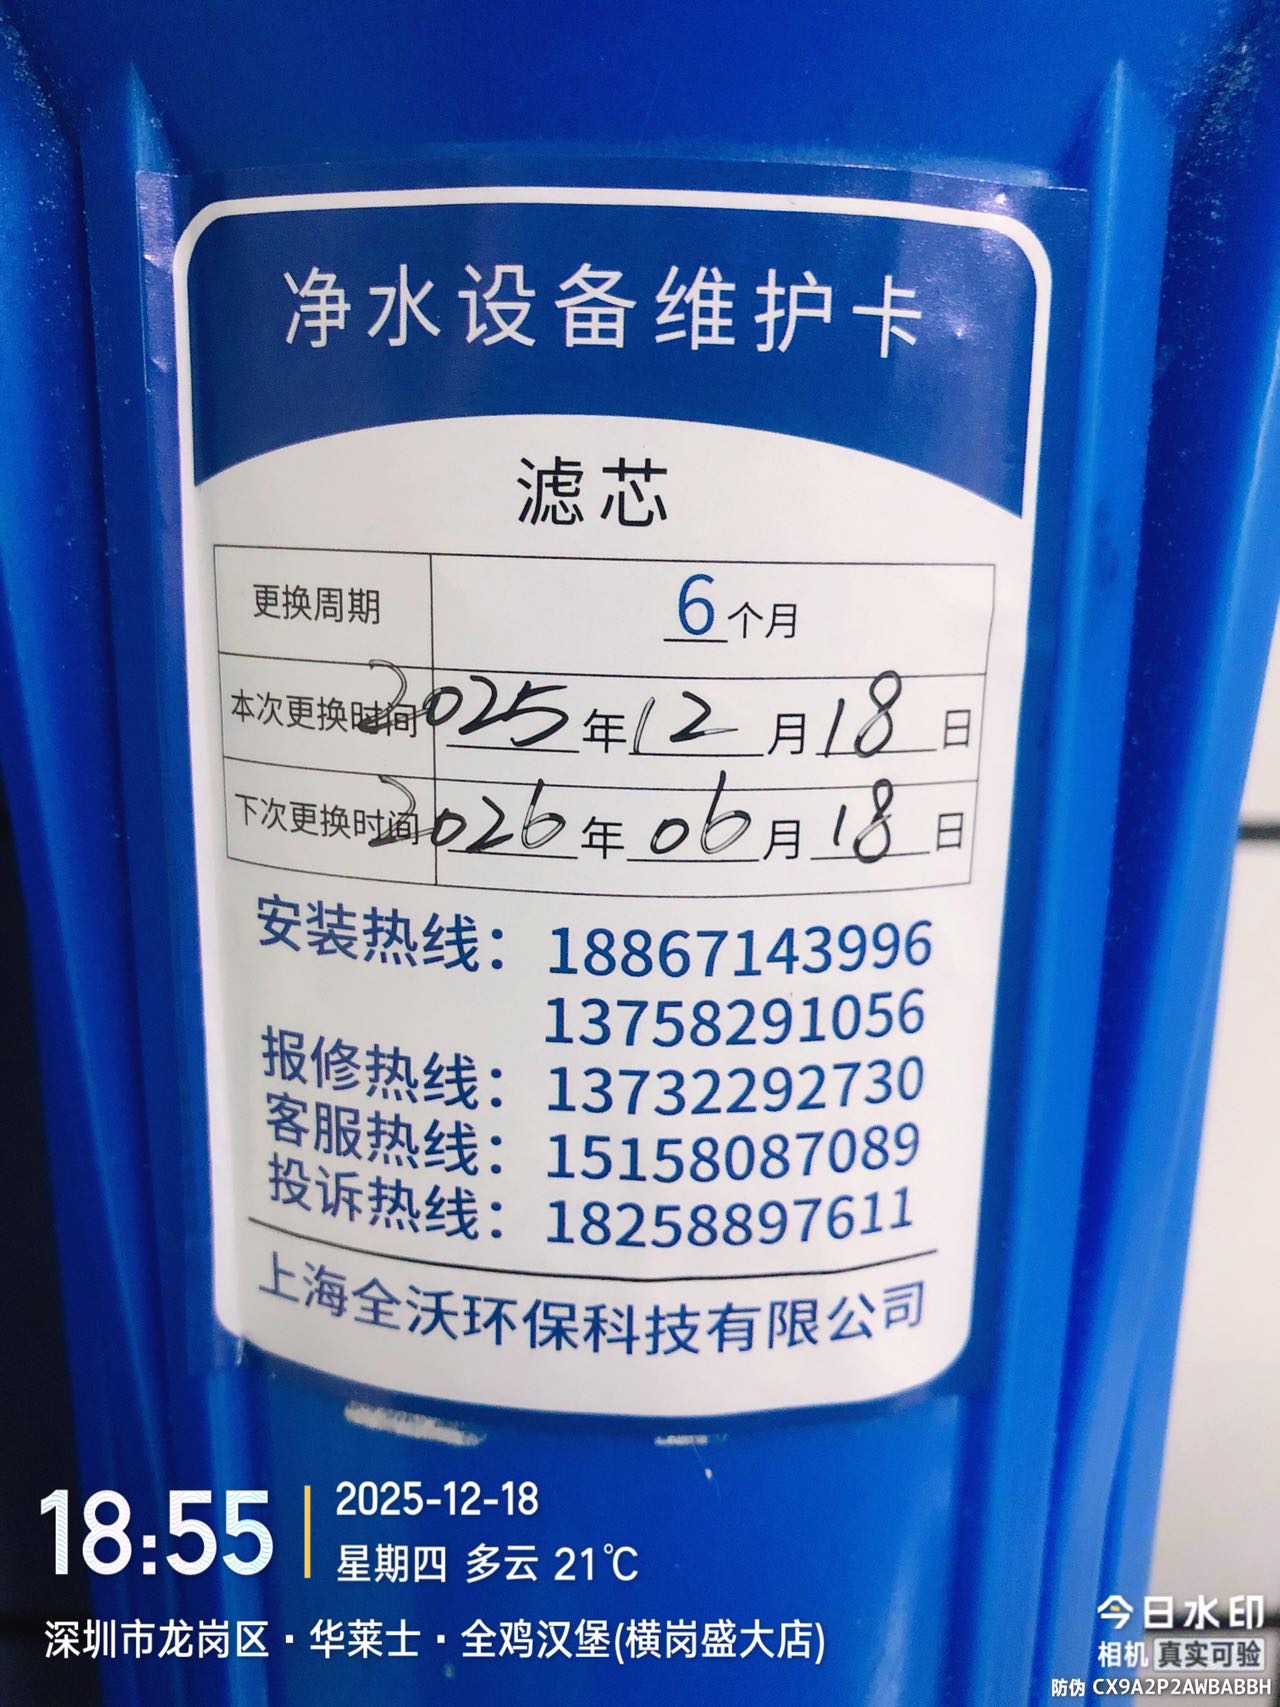 净水设备维护卡
滤芯
更换周期 6个月
本次更换时间 2025年12月18日
下次更换时间 2026年06月18日
安装热线：18867143996
13758291056
报修热线：13732292730
客服热线：15158087089
投诉热线：18258897611
上海全沃环保科技有限公司
18:55
2025-12-18
星期四 多云 21℃
深圳市龙岗区·华莱士·全鸡汉堡(横岗盛大店)
今日水印
相机 真实可验
防伪 CX9A2P2AWBABBH